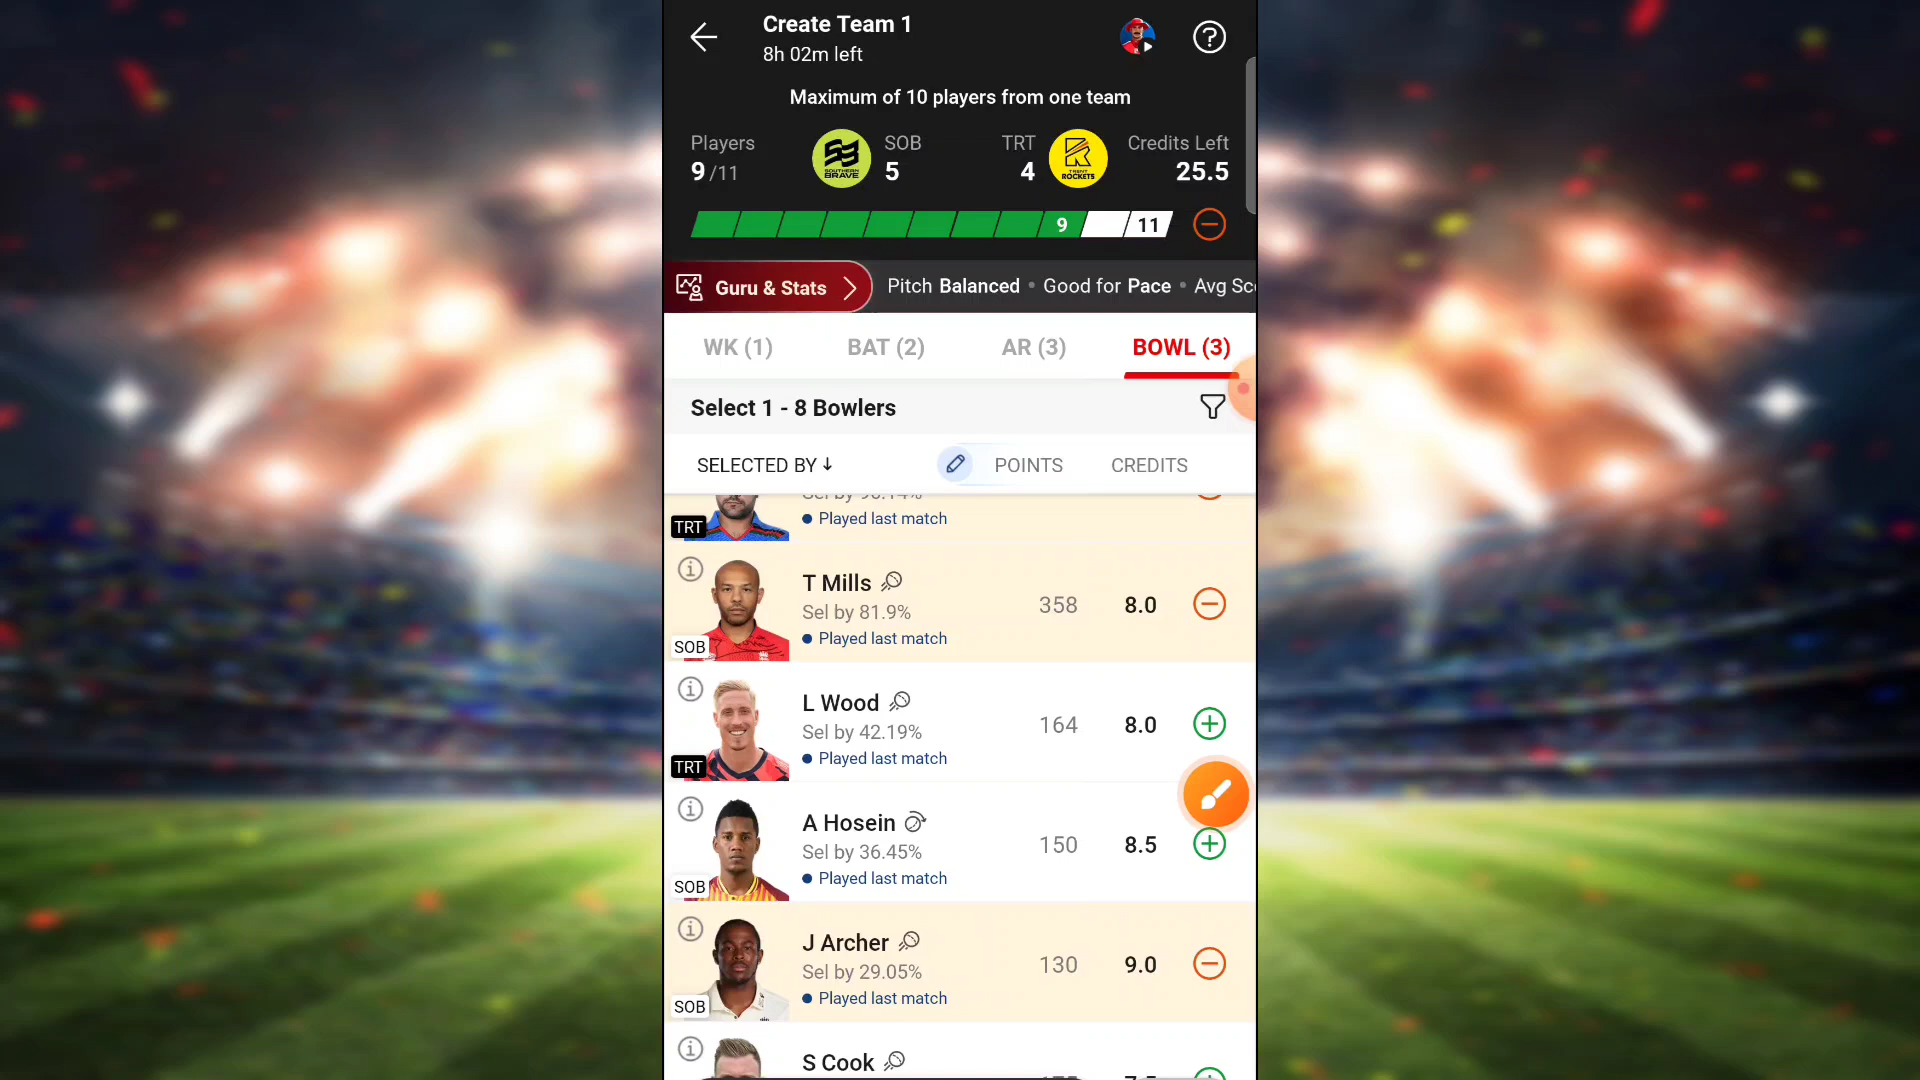 Create Team 1
8h 02m left
Maximum of 10 players from one team
Players
9/11
SOUTHERN BRAVE
SOB
5
TRT
4
TRENT ROCKETS
Credits Left
25.5
9
11
Guru & Stats
Pitch Balanced • Good for Pace • Avg Sc
WK (1)
BAT (2)
AR (3)
BOWL (3)
Select 1 - 8 Bowlers
SELECTED BY ↓
POINTS
CREDITS
TRT
Played last match
T Mills
Sel by 81.9%
Played last match
SOB
358
8.0
L Wood
Sel by 42.19%
Played last match
TRT
164
8.0
A Hosein
Sel by 36.45%
Played last match
SOB
150
8.5
J Archer
Sel by 29.05%
Played last match
SOB
130
9.0
S Cook